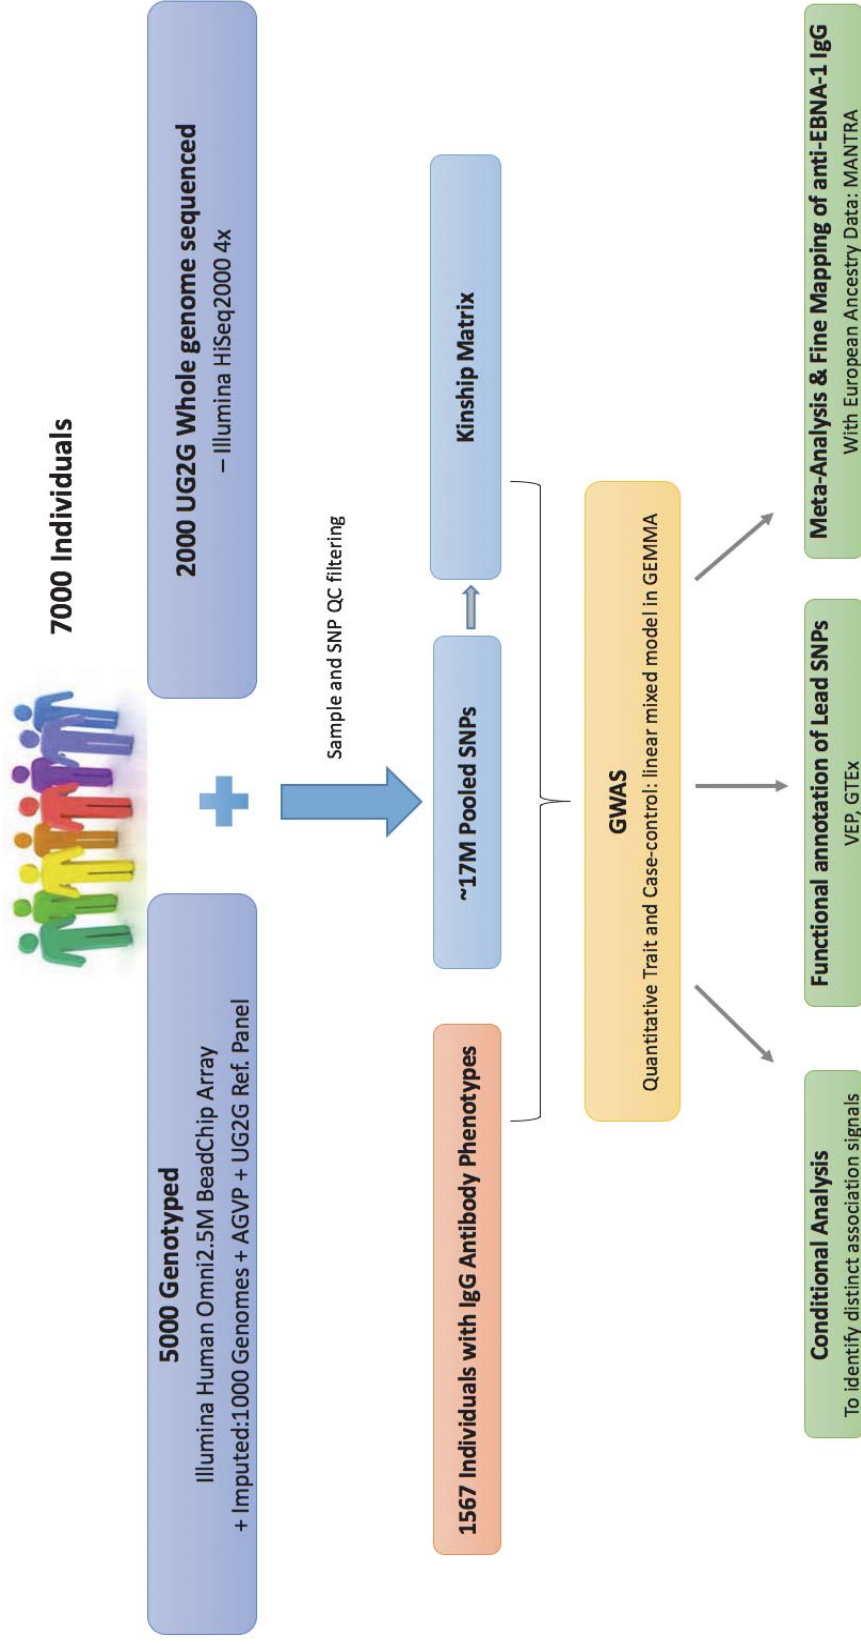 7000 Individuals
5000 Genotyped
Illumina Human Omni2.5M BeadChip Array
+ Imputed:1000 Genomes + AGVP + UG2G Ref. Panel
2000 UG2G Whole genome sequenced
– Illumina HiSeq2000 4x
Sample and SNP QC filtering
1567 Individuals with IgG Antibody Phenotypes
~17M Pooled SNPs
Kinship Matrix
GWAS
Quantitative Trait and Case-control: linear mixed model in GEMMA
Conditional Analysis
To identify distinct association signals
Functional annotation of Lead SNPs
VEP, GTEx
Meta-Analysis & Fine Mapping of anti-EBNA-1 IgG
With European Ancestry Data: MANTRA